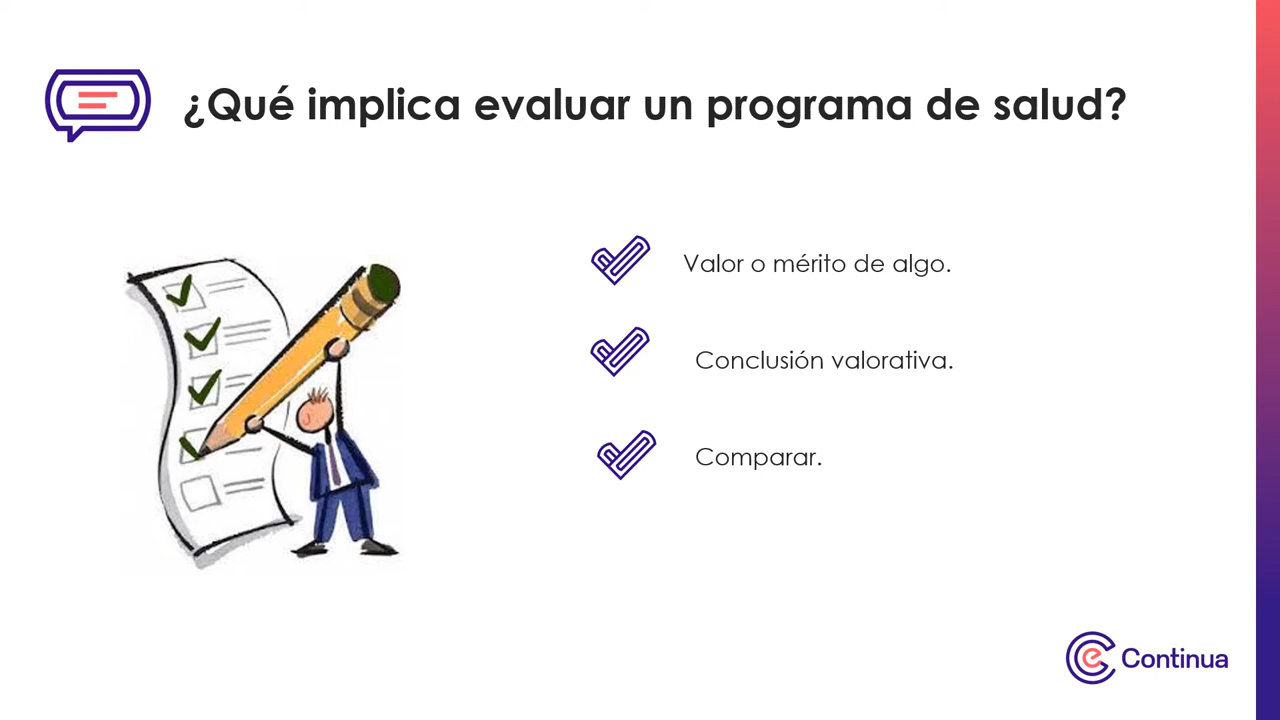 ¿Qué implica evaluar un programa de salud?
Valor o mérito de algo.
Conclusión valorativa.
Comparar.
e Continua